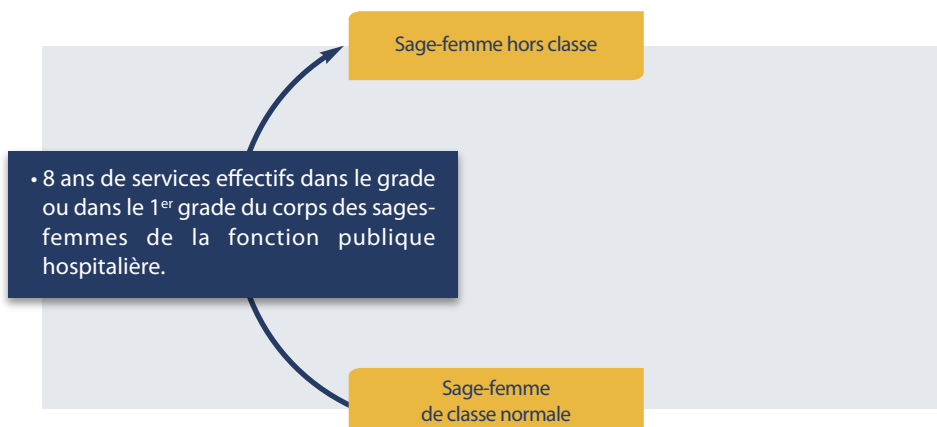 Sage-femme hors classe
• 8 ans de services effectifs dans le grade
ou dans le 1er grade du corps des sages-
femmes de la fonction publique
hospitalière.
Sage-femme
de classe normale